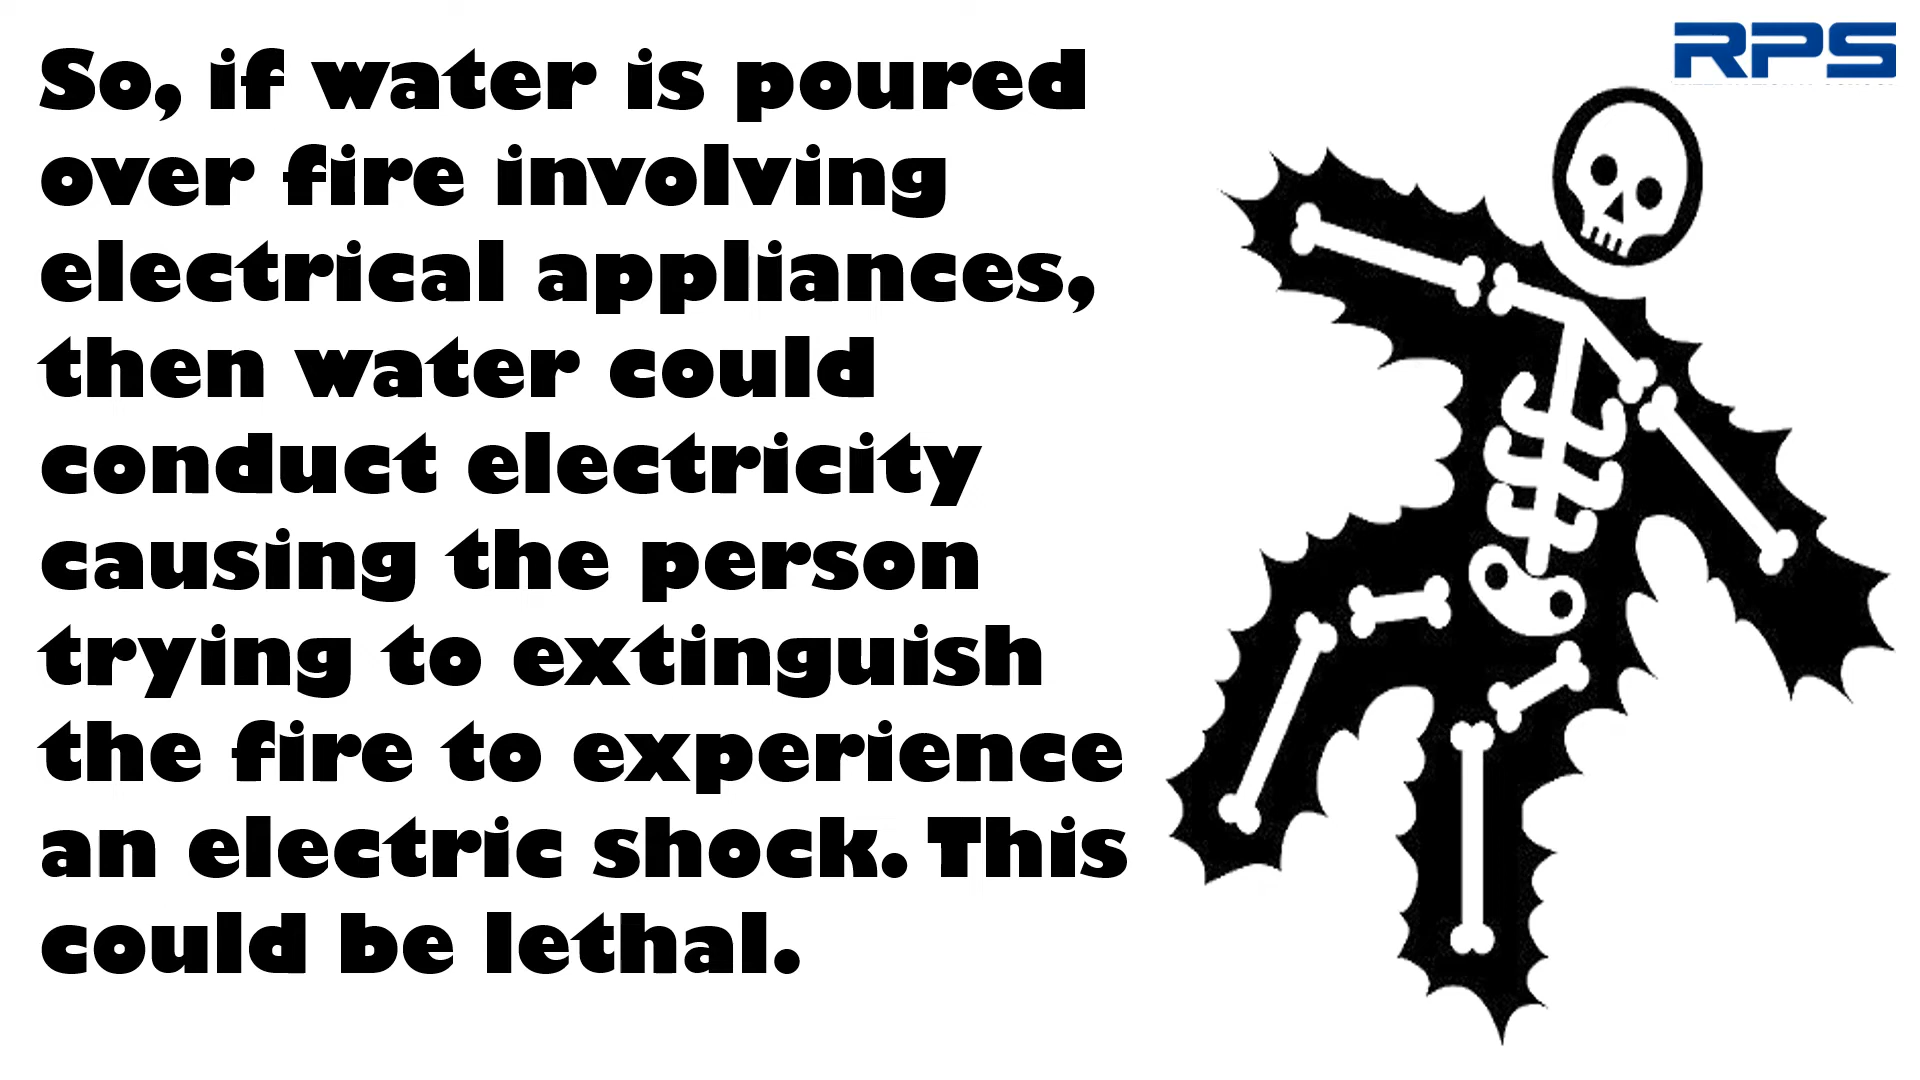 RPS
So, if water is poured
over fire involving
electrical appliances,
then water could
conduct electricity
causing the person
trying to extinguish
the fire to experience
an electric shock. This
could be lethal.